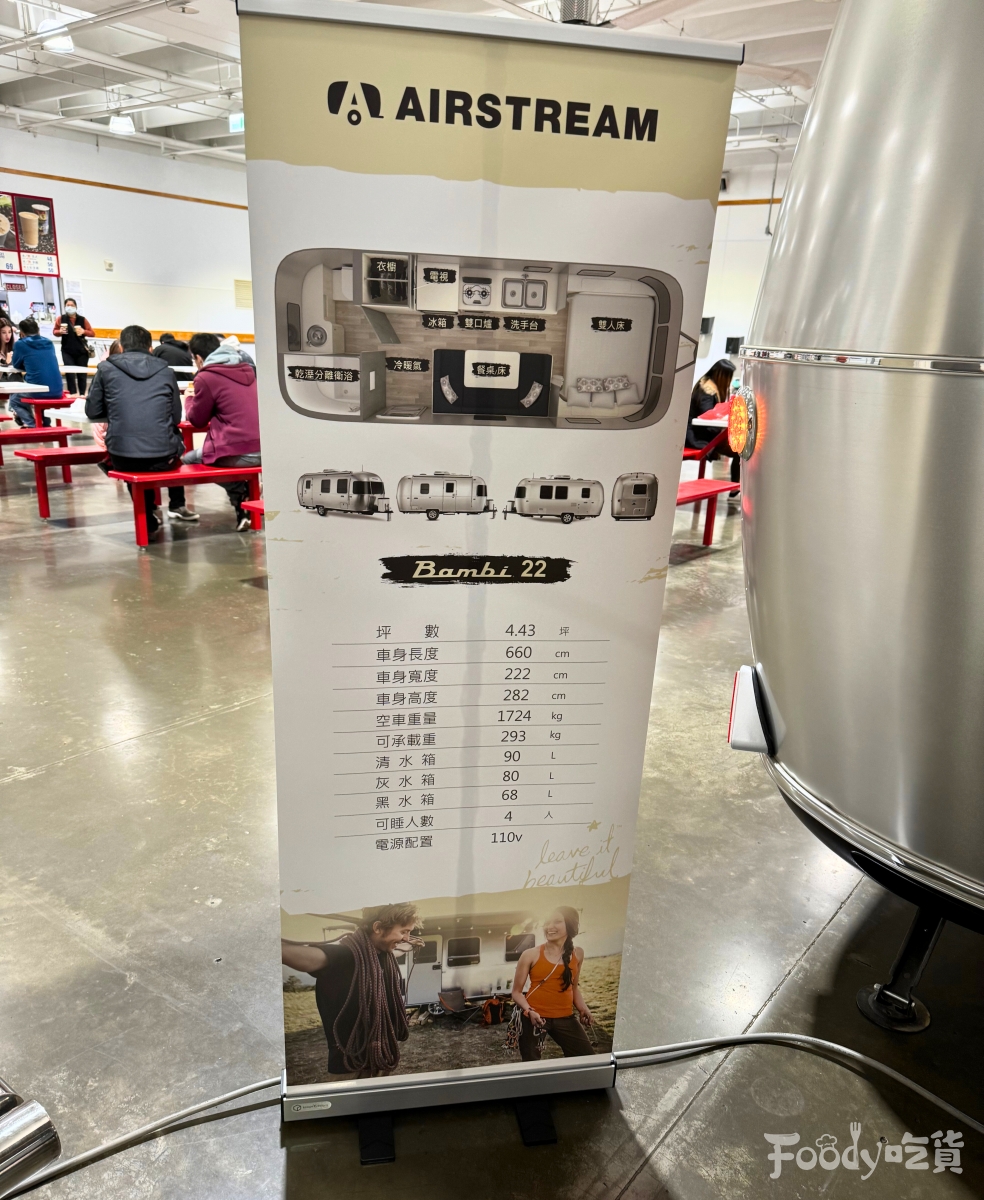 AIRSTREAM
衣櫥
電視
冰箱 雙口爐 洗手台 雙人床
乾溼分離衛浴 冷暖氣 餐桌/床
Bambi 22
坪 數 4.43 坪
車身長度 660 cm
車身寬度 222 cm
車身高度 282 cm
空車重量 1724 kg
可承載重 293 kg
清水箱 90 L
灰水箱 80 L
黑水箱 68 L
可睡人數 4 人
電源配置 110v
leave it
beautiful
Foody吃貨